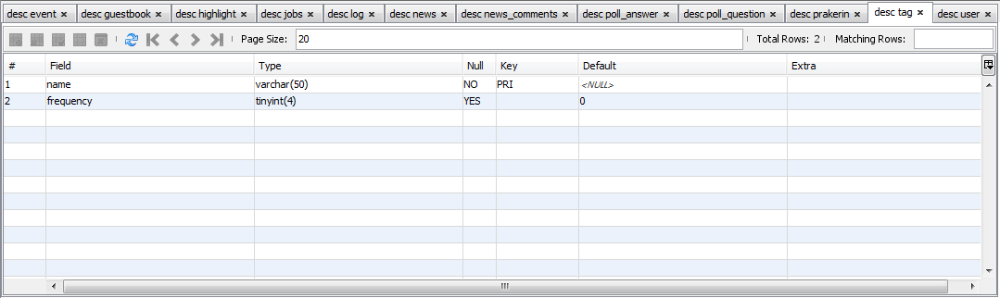 desc event × desc guestbook × desc highlight × desc jobs × desc log × desc news × desc news_comments × desc poll_answer × desc poll_question × desc prakerin × desc tag × desc user ×
Page Size: 20 Total Rows: 2 Matching Rows:
# Field Type Null Key Default Extra
1 name varchar(50) NO PRI <NULL>
2 frequency tinyint(4) YES 0